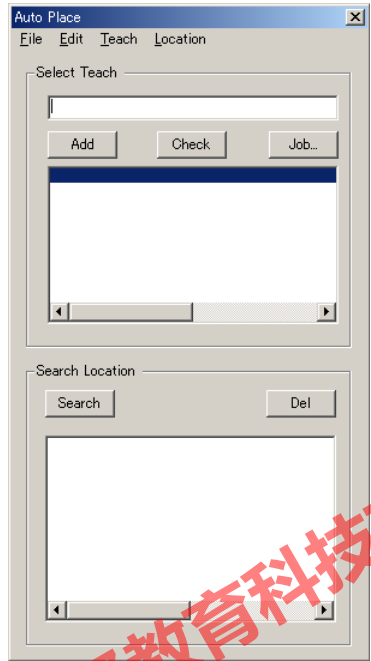 Auto Place
File Edit Teach Location
Select Teach
Add Check Job...
Search Location
Search Del
教育科技